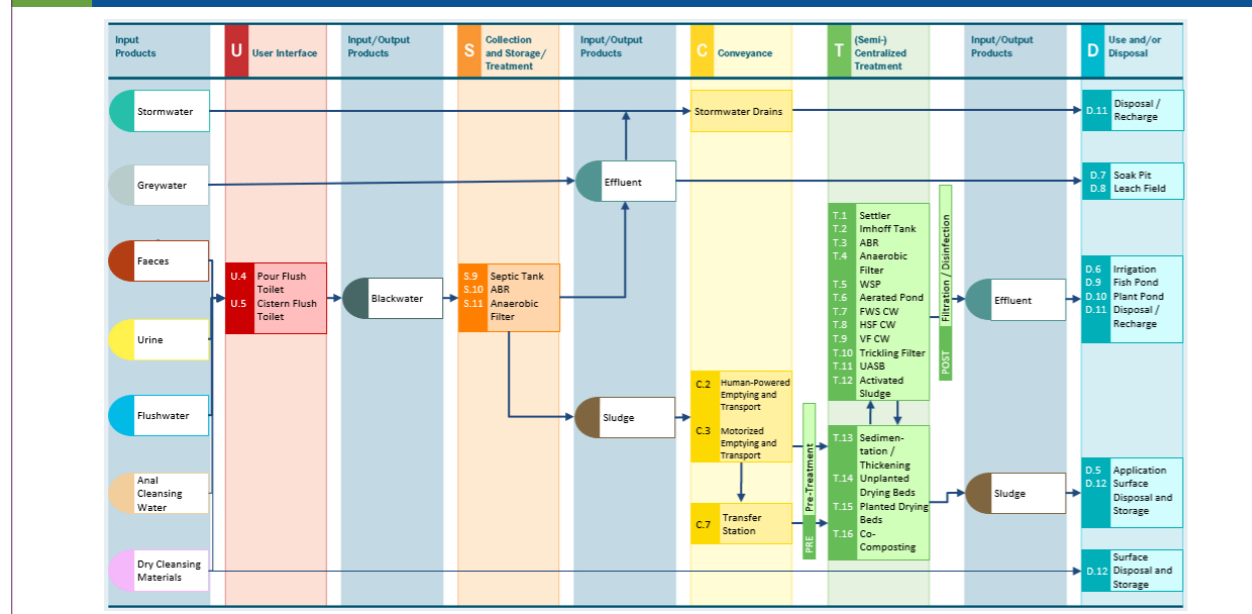 Input
Products
U User Interface
Input/Output
Products
S Collection
and Storage/
Treatment
Input/Output
Products
C Conveyance
T (Semi-)
Centralized
Treatment
Input/Output
Products
D Use and/or
Disposal
Stormwater
Stormwater Drains
D.11 Disposal /
Recharge
Greywater
Effluent
D.7 Soak Pit
D.8 Leach Field
Faeces
Urine
Flushwater
Anal
Cleansing
Water
Dry Cleansing
Materials
U.4 Pour Flush
Toilet
U.5 Cistern Flush
Toilet
Blackwater
S.9 Septic Tank
S.10 ABR
S.11 Anaerobic
Filter
Sludge
C.2 Human-Powered
Emptying and
Transport
C.3 Motorized
Emptying and
Transport
C.7 Transfer
Station
PRE Pre-Treatment
T.1 Settler
T.2 Imhoff Tank
T.3 ABR
T.4 Anaerobic
Filter
T.5 WSP
T.6 Aerated Pond
T.7 FWS CW
T.8 HSF CW
T.9 VF CW
T.10 Trickling Filter
T.11 UASB
T.12 Activated
Sludge
T.13 Sedimen-
tation /
Thickening
T.14 Unplanted
Drying Beds
T.15 Planted Drying
Beds
T.16 Co-
Composting
POST Filtration / Disinfection
Effluent
D.6 Irrigation
D.9 Fish Pond
D.10 Plant Pond
D.11 Disposal /
Recharge
Sludge
D.5 Application
D.12 Surface
Disposal and
Storage
D.12 Surface
Disposal and
Storage